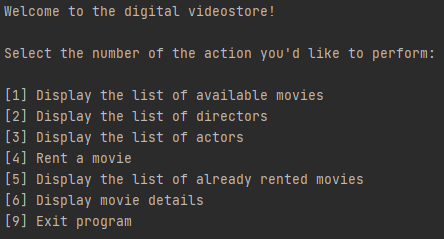 Welcome to the digital videostore!
Select the number of the action you'd like to perform:
[1] Display the list of available movies
[2] Display the list of directors
[3] Display the list of actors
[4] Rent a movie
[5] Display the list of already rented movies
[6] Display movie details
[9] Exit program